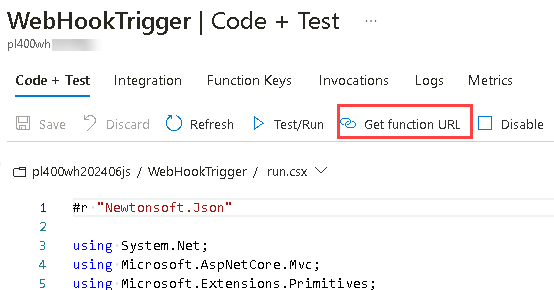 WebHookTrigger | Code + Test ...
pl400wh
Code + Test Integration Function Keys Invocations Logs Metrics
Save Discard Refresh Test/Run Get function URL Disable
pl400wh202406js / WebHookTrigger / run.csx
1 #r "Newtonsoft.Json"
2
3 using System.Net;
4 using Microsoft.AspNetCore.Mvc;
5 using Microsoft.Extensions.Primitives;